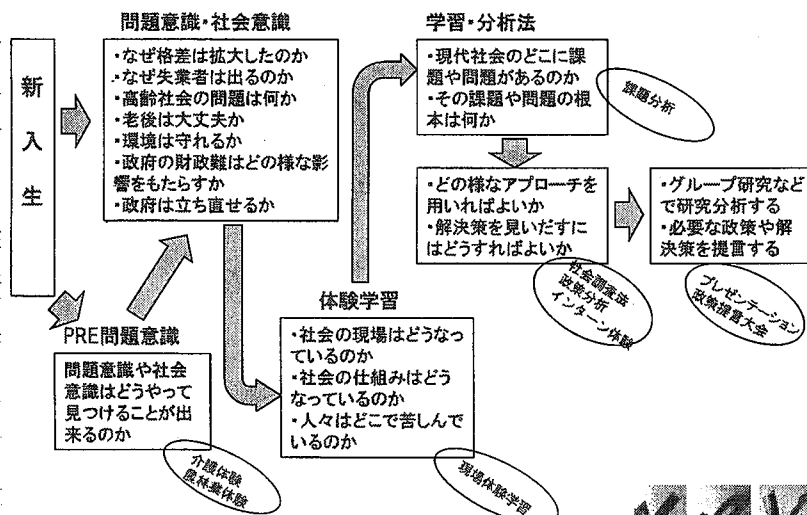 問題意識・社会意識
学習・分析法
新入生
・なぜ格差は拡大したのか
・なぜ失業者は出るのか
・高齢社会の問題は何か
・老後は大丈夫か
・環境は守れるか
・政府の財政難はどの様な影
響をもたらすか
・政府は立ち直せるか
・現代社会のどこに課
題や問題があるのか
・その課題や問題の根
本は何か
課題分析
・どの様なアプローチを
用いればよいか
・解決策を見いだすに
はどうすればよいか
・グループ研究など
で研究分析する
・必要な政策や解
決策を提言する
社会調査法
政策分析
インターン体験
プレゼンテーション
政策提言大会
PRE問題意識
問題意識や社会
意識はどうやって
見つけることが出
来るのか
介護体験
農林業体験
体験学習
・社会の現場はどうなっ
ているのか
・社会の仕組みはどう
なっているのか
・人々はどこで苦しんで
いるのか
現場体験学習